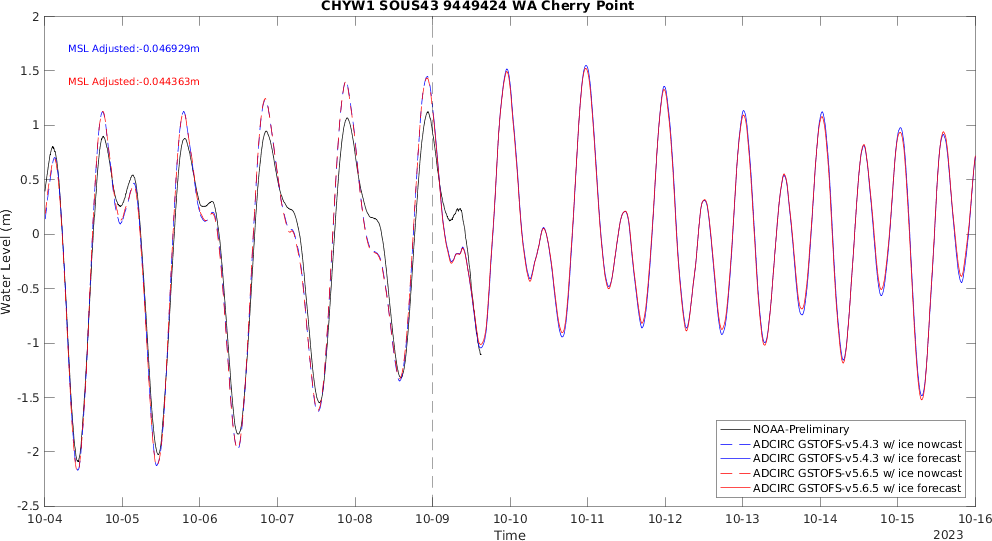 CHYW1 SOUS43 9449424 WA Cherry Point
MSL Adjusted:-0.046929m
MSL Adjusted:-0.044363m
Water Level (m)
2
1.5
1
0.5
0
-0.5
-1
-1.5
-2
-2.5
NOAA-Preliminary
ADCIRC GSTOFS-v5.4.3 w/ ice nowcast
ADCIRC GSTOFS-v5.4.3 w/ ice forecast
ADCIRC GSTOFS-v5.6.5 w/ ice nowcast
ADCIRC GSTOFS-v5.6.5 w/ ice forecast
10-04 10-05 10-06 10-07 10-08 10-09 10-10 10-11 10-12 10-13 10-14 10-15 10-16
Time
2023